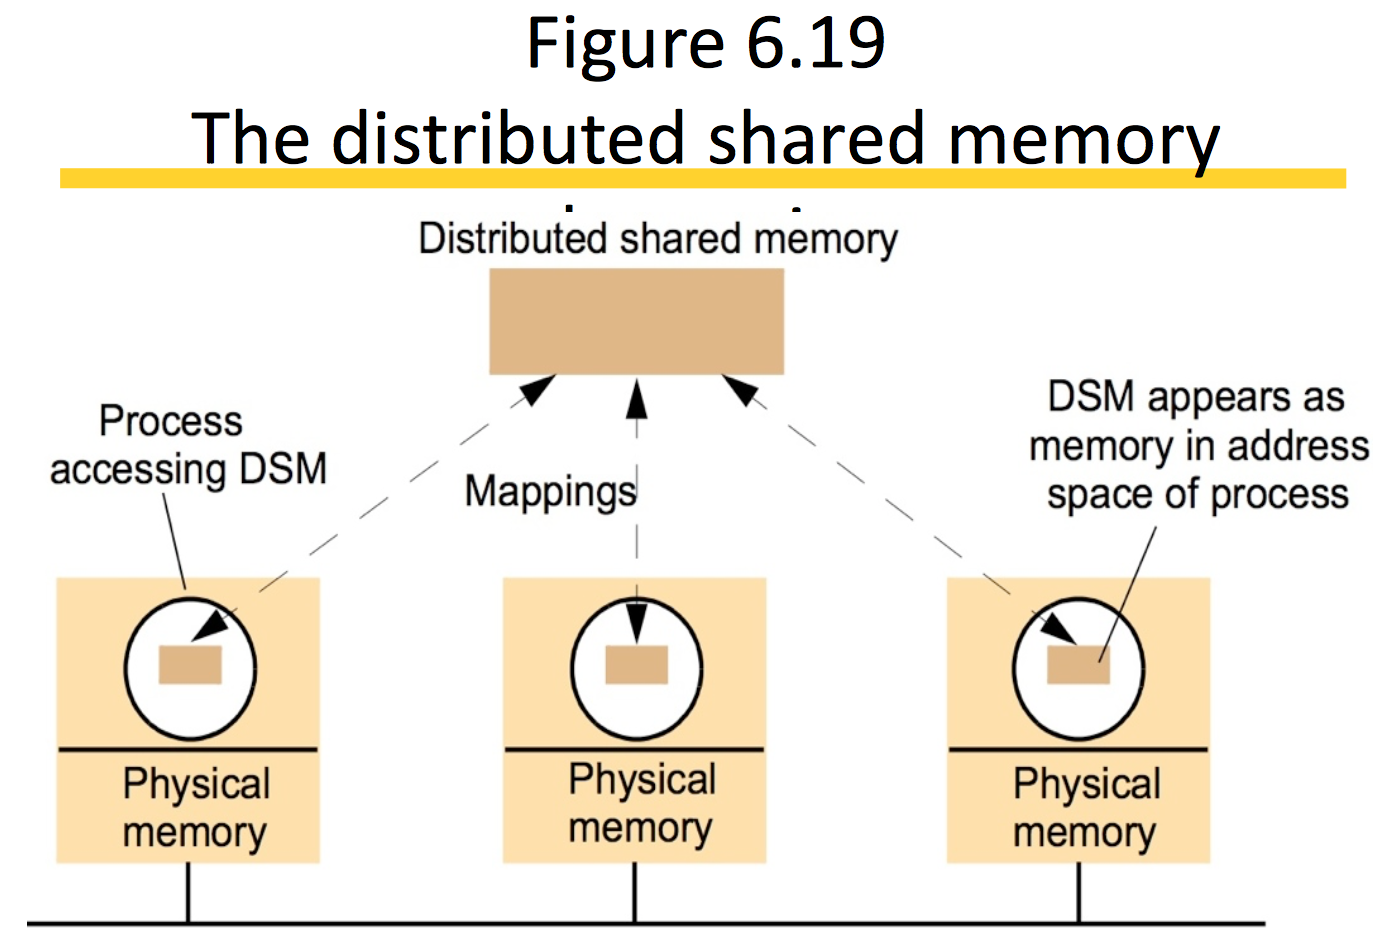 Figure 6.19
The distributed shared memory
Distributed shared memory
Process
accessing DSM
Mappings
DSM appears as
memory in address
space of process
Physical
memory
Physical
memory
Physical
memory